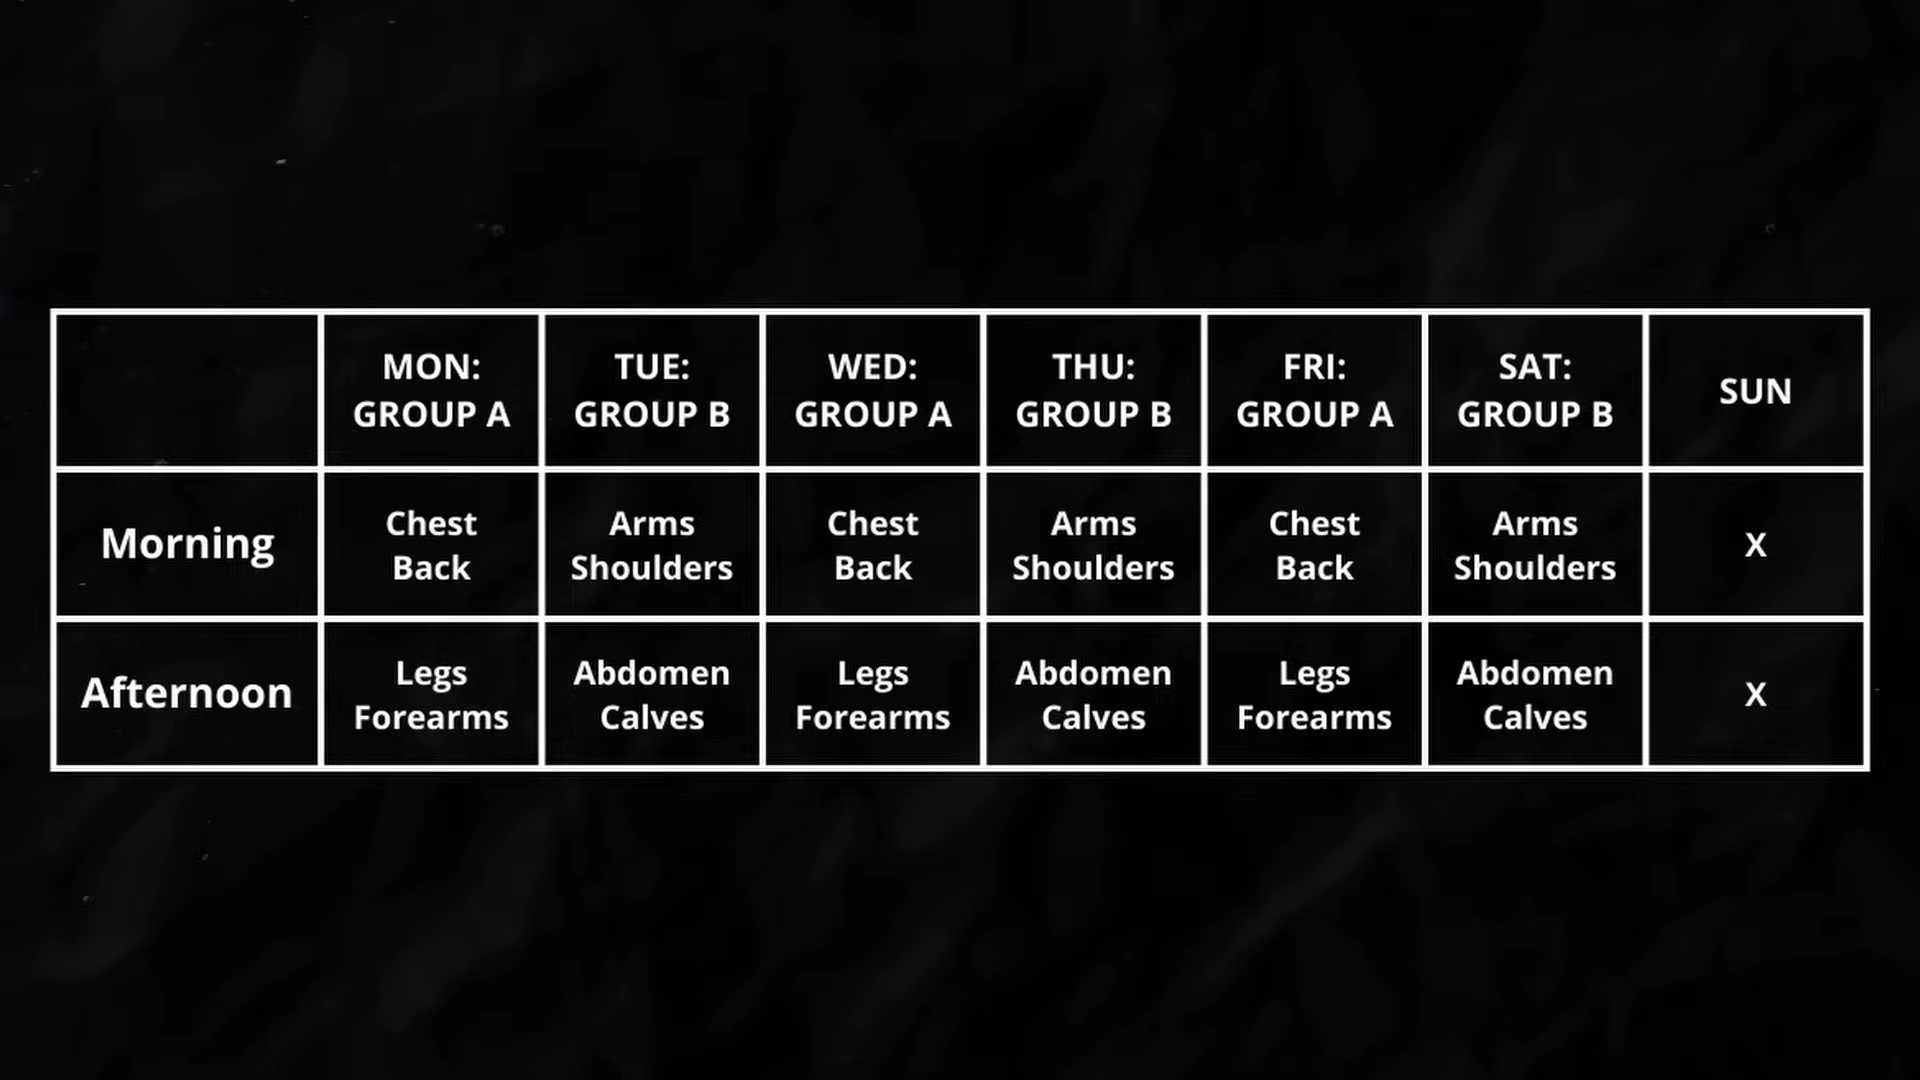 MON:
GROUP A
TUE:
GROUP B
WED:
GROUP A
THU:
GROUP B
FRI:
GROUP A
SAT:
GROUP B
SUN
Morning
Chest
Back
Arms
Shoulders
Chest
Back
Arms
Shoulders
Chest
Back
Arms
Shoulders
X
Afternoon
Legs
Forearms
Abdomen
Calves
Legs
Forearms
Abdomen
Calves
Legs
Forearms
Abdomen
Calves
X